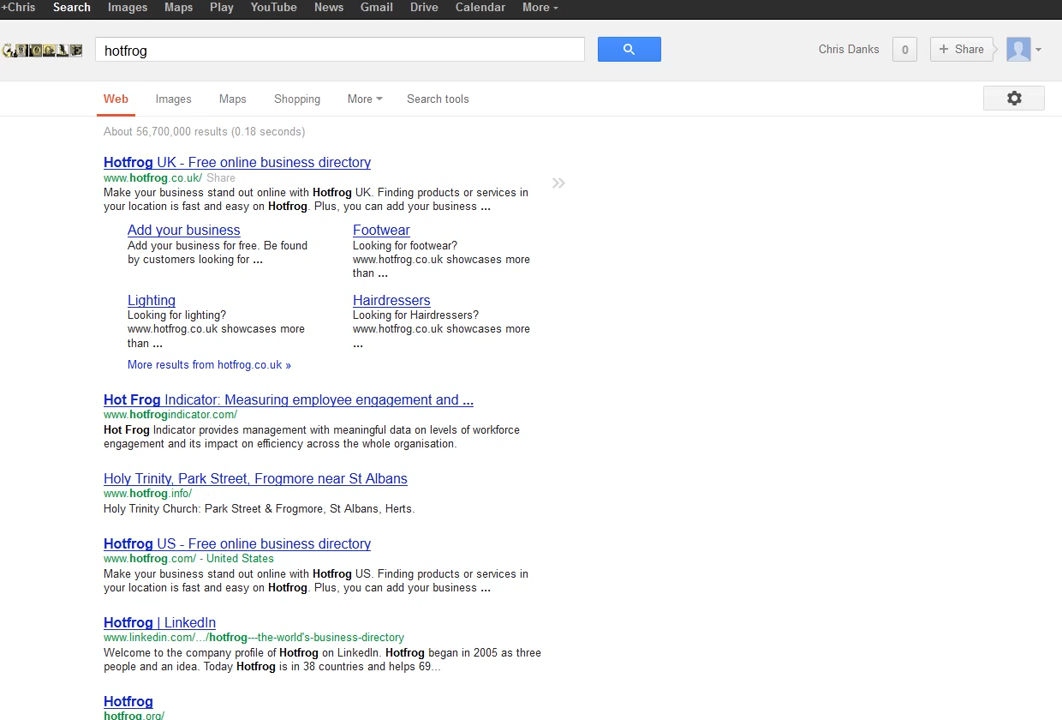 +Chris Search Images Maps Play YouTube News Gmail Drive Calendar More
GOOGLE hotfrog Chris Danks 0 + Share
Web Images Maps Shopping More Search tools
About 56,700,000 results (0.18 seconds)
Hotfrog UK - Free online business directory
www.hotfrog.co.uk/ Share
Make your business stand out online with Hotfrog UK. Finding products or services in
your location is fast and easy on Hotfrog. Plus, you can add your business ...
Add your business
Add your business for free. Be found
by customers looking for ...
Footwear
Looking for footwear?
www.hotfrog.co.uk showcases more
than ...
Lighting
Looking for lighting?
www.hotfrog.co.uk showcases more
than ...
Hairdressers
Looking for Hairdressers?
www.hotfrog.co.uk showcases more
...
More results from hotfrog.co.uk »
Hot Frog Indicator: Measuring employee engagement and ...
www.hotfrogindicator.com/
Hot Frog Indicator provides management with meaningful data on levels of workforce
engagement and its impact on efficiency across the whole organisation.
Holy Trinity, Park Street, Frogmore near St Albans
www.hotfrog.info/
Holy Trinity Church: Park Street & Frogmore, St Albans, Herts.
Hotfrog US - Free online business directory
www.hotfrog.com/ - United States
Make your business stand out online with Hotfrog US. Finding products or services in
your location is fast and easy on Hotfrog. Plus, you can add your business ...
Hotfrog | LinkedIn
www.linkedin.com/.../hotfrog---the-world's-business-directory
Welcome to the company profile of Hotfrog on LinkedIn. Hotfrog began in 2005 as three
people and an idea. Today Hotfrog is in 38 countries and helps 69...
Hotfrog
hotfrog.org/